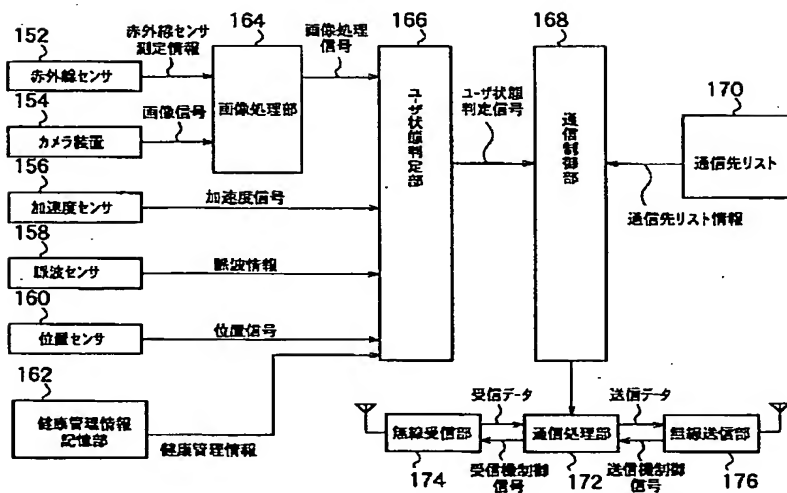 152
赤外線センサ
赤外線センサ
測定情報
164
画像処理部
画像処理
信号
154
カメラ装置
画像信号
156
加速度センサ
加速度信号
158
脈波センサ
脈波情報
160
位置センサ
位置信号
162
健康管理情報
記憶部
健康管理情報
166
ユーザ状態判定部
ユーザ状態
判定信号
168
通信制御部
170
通信先リスト
通信先リスト情報
受信データ
送信データ
無線受信部
通信処理部
無線送信部
174
受信機制御
信号
172
送信機制御
信号
176